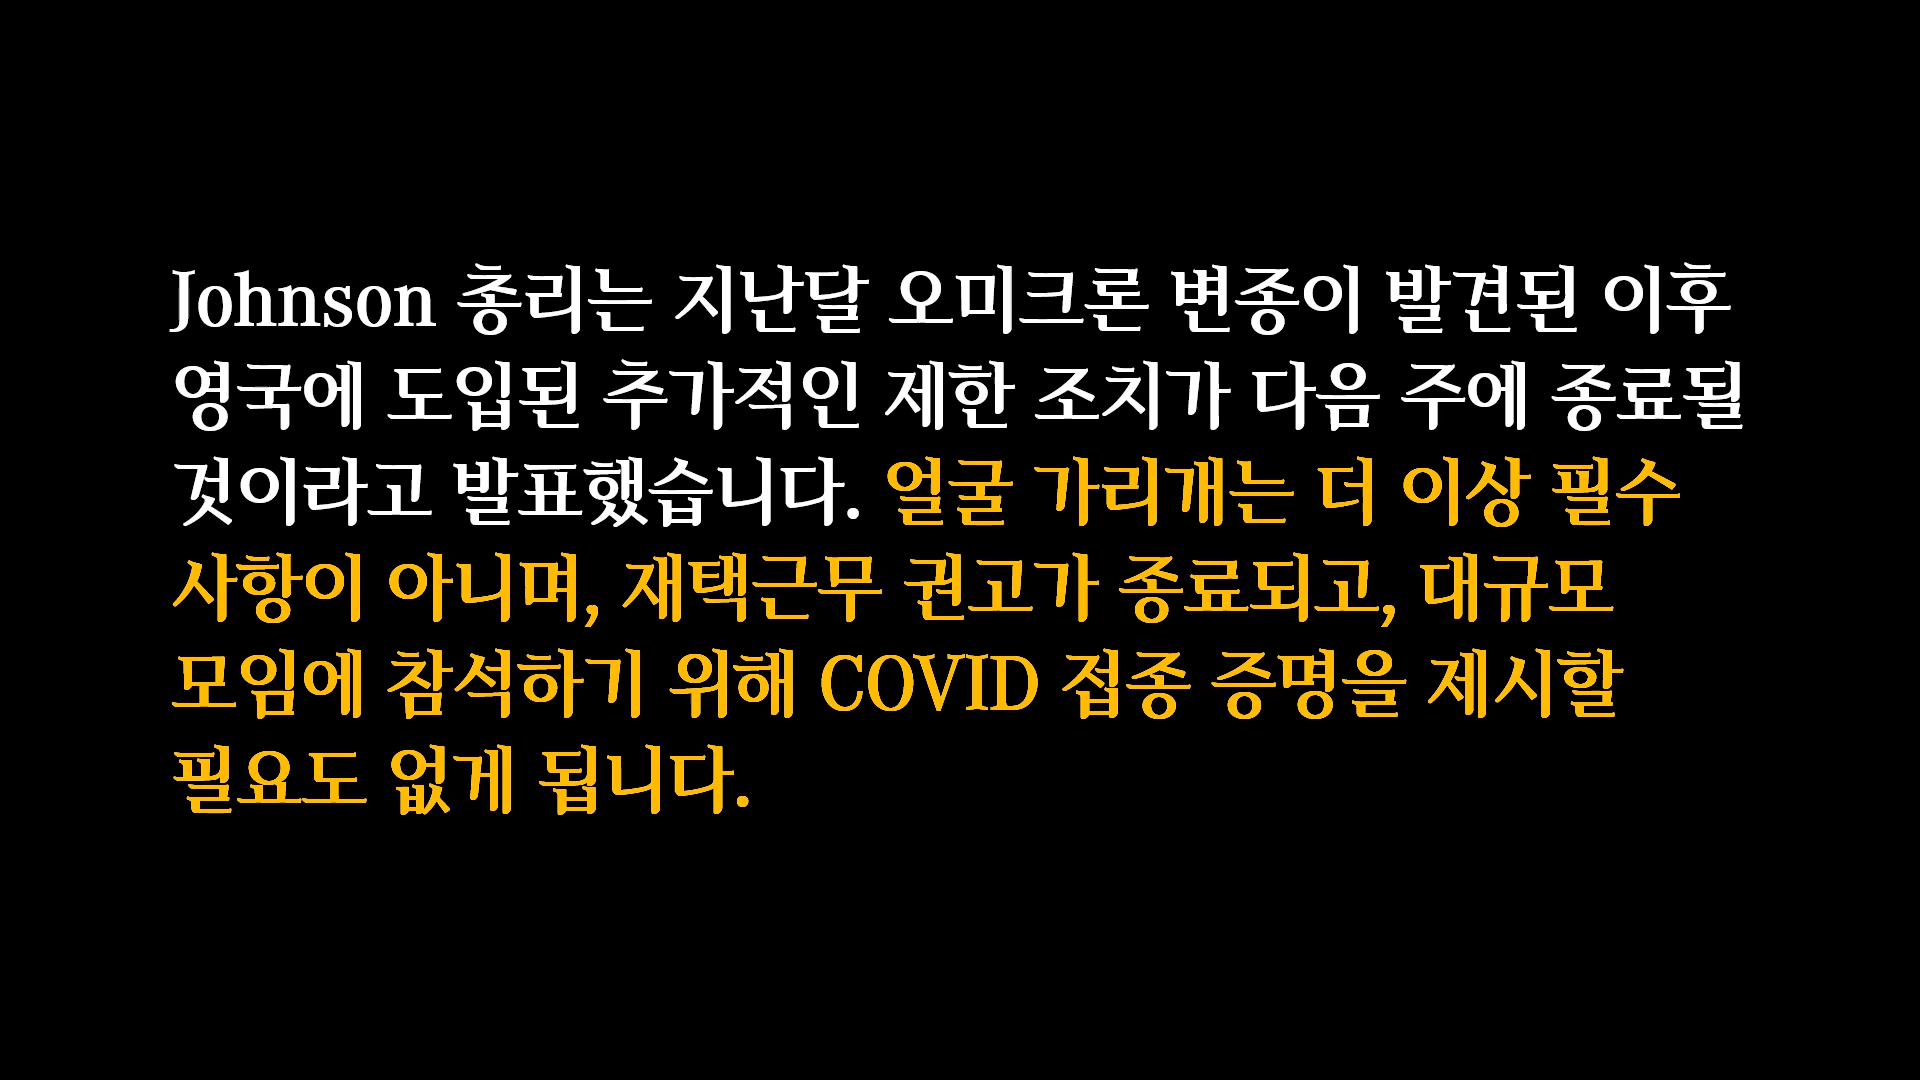 Johnson 총리는 지난달 오미크론 변종이 발견된 이후
영국에 도입된 추가적인 제한 조치가 다음 주에 종료될
것이라고 발표했습니다. 얼굴 가리개는 더 이상 필수
사항이 아니며, 재택근무 권고가 종료되고, 대규모
모임에 참석하기 위해 COVID 접종 증명을 제시할
필요도 없게 됩니다.